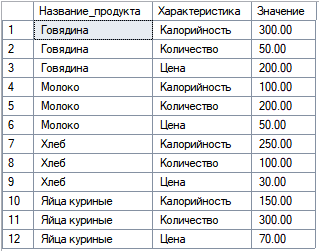 Название_продукта Характеристика Значение
1 Говядина Калорийность 300.00
2 Говядина Количество 50.00
3 Говядина Цена 200.00
4 Молоко Калорийность 100.00
5 Молоко Количество 200.00
6 Молоко Цена 50.00
7 Хлеб Калорийность 250.00
8 Хлеб Количество 100.00
9 Хлеб Цена 30.00
10 Яйца куриные Калорийность 150.00
11 Яйца куриные Количество 300.00
12 Яйца куриные Цена 70.00